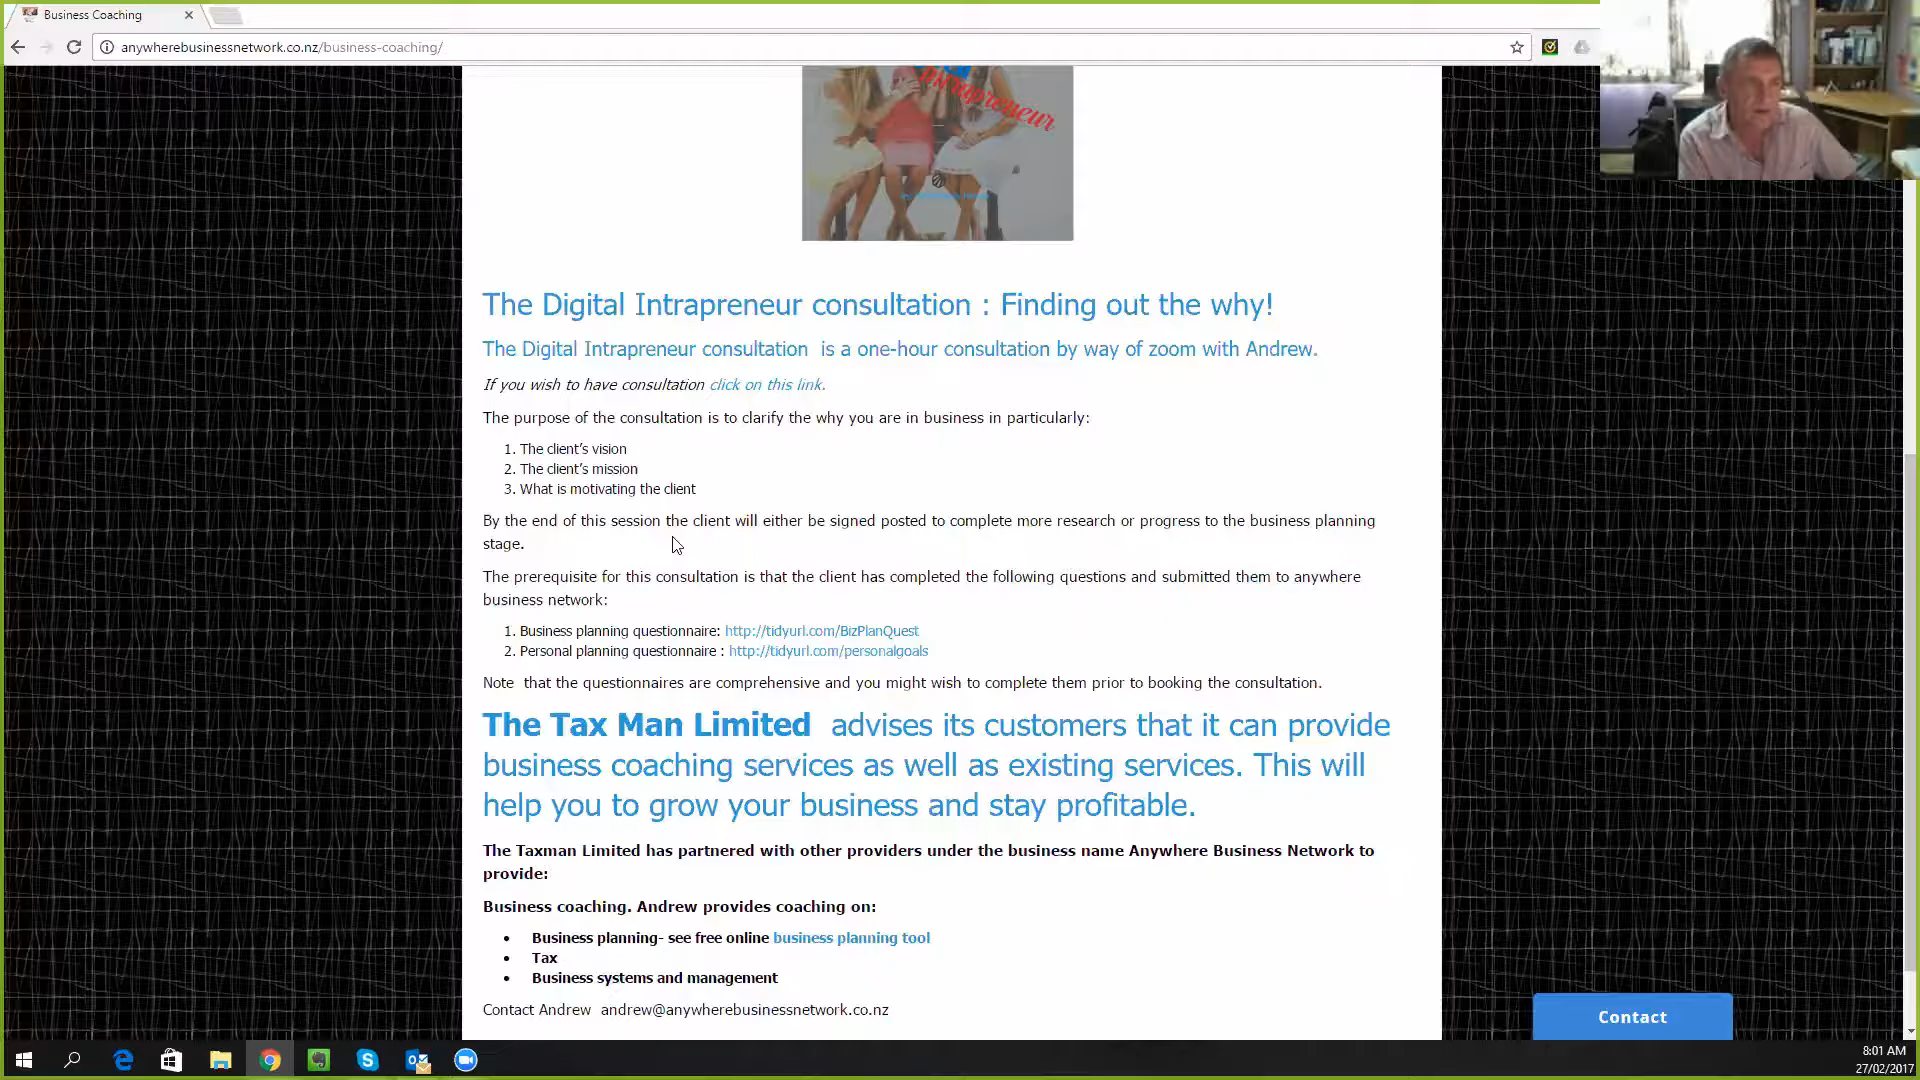 Business Coaching
anywherebusinessnetwork.co.nz/business-coaching/
The Digital Intrapreneur consultation : Finding out the why!
The Digital Intrapreneur consultation is a one-hour consultation by way of zoom with Andrew.
If you wish to have consultation click on this link.
The purpose of the consultation is to clarify the why you are in business in particularly:
1. The client's vision
2. The client's mission
3. What is motivating the client
By the end of this session the client will either be signed posted to complete more research or progress to the business planning
stage.
The prerequisite for this consultation is that the client has completed the following questions and submitted them to anywhere
business network:
1. Business planning questionnaire: http://tidyurl.com/BizPlanQuest
2. Personal planning questionnaire : http://tidyurl.com/personalgoals
Note that the questionnaires are comprehensive and you might wish to complete them prior to booking the consultation.
The Tax Man Limited advises its customers that it can provide
business coaching services as well as existing services. This will
help you to grow your business and stay profitable.
The Taxman Limited has partnered with other providers under the business name Anywhere Business Network to
provide:
Business coaching. Andrew provides coaching on:
• Business planning- see free online business planning tool
• Tax
• Business systems and management
Contact Andrew andrew@anywherebusinessnetwork.co.nz
Contact
8:01 AM
27/02/2017